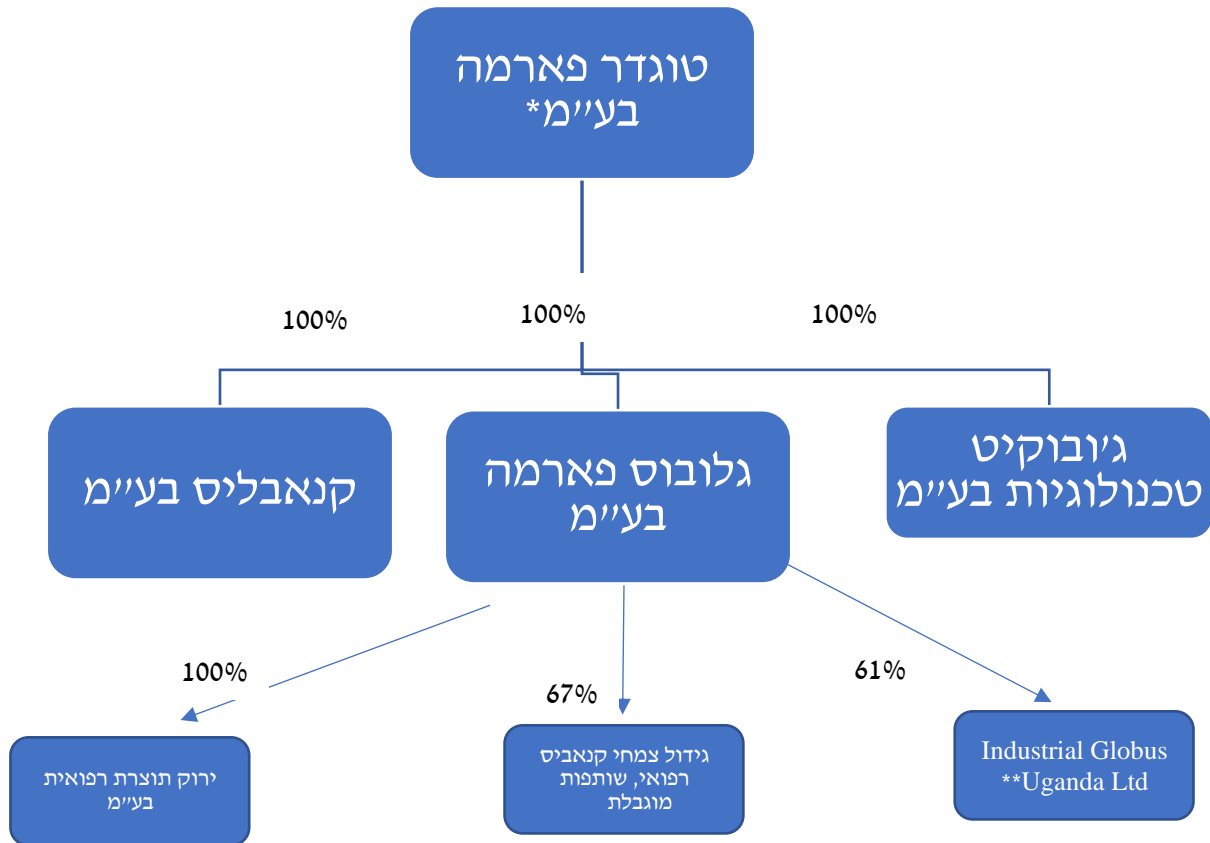 טוגדר פארמה
בע״מ*
100%
100%
100%
ג׳ובוקיט
טכנולוגיות בע״מ
גלובוס פארמה
בע״מ
קנאבליס בע״מ
61%
67%
100%
Industrial Globus
**Uganda Ltd
גידול צמחי קנאביס
רפואי, שותפות
מוגבלת
ירוק תוצרת רפואית
בע״מ